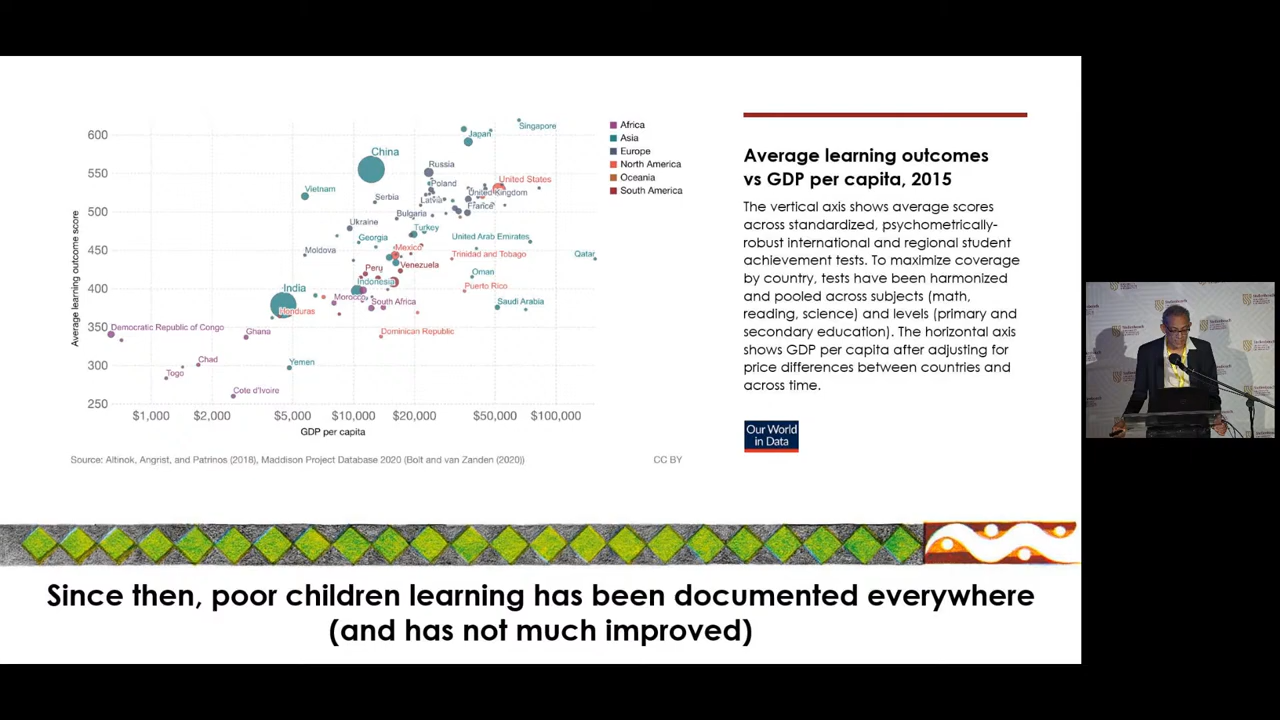 600
550
500
450
400
350
300
250
Average learning outcome score
$1,000
$2,000
$5,000
$10,000
$20,000
$50,000
$100,000
GDP per capita
Singapore
Japan
China
Russia
United States
Vietnam
Poland
United Kingdom
Serbia
Latvia
France
Bulgaria
Ukraine
Turkey
Georgia
United Arab Emirates
Mexico
Moldova
Trinidad and Tobago
Qatar
Peru
Venezuela
Oman
Indonesia
India
Puerto Rico
Morocco
South Africa
Saudi Arabia
Honduras
Democratic Republic of Congo
Ghana
Dominican Republic
Chad
Yemen
Togo
Cote d'Ivoire
Africa
Asia
Europe
North America
Oceania
South America
Source: Altinok, Angrist, and Patrinos (2018), Maddison Project Database 2020 (Bolt and van Zanden (2020))
CC BY
Average learning outcomes
vs GDP per capita, 2015
The vertical axis shows average scores
across standardized, psychometrically-
robust international and regional student
achievement tests. To maximize coverage
by country, tests have been harmonized
and pooled across subjects (math,
reading, science) and levels (primary and
secondary education). The horizontal axis
shows GDP per capita after adjusting for
price differences between countries and
across time.
Our World
in Data
Since then, poor children learning has been documented everywhere
(and has not much improved)